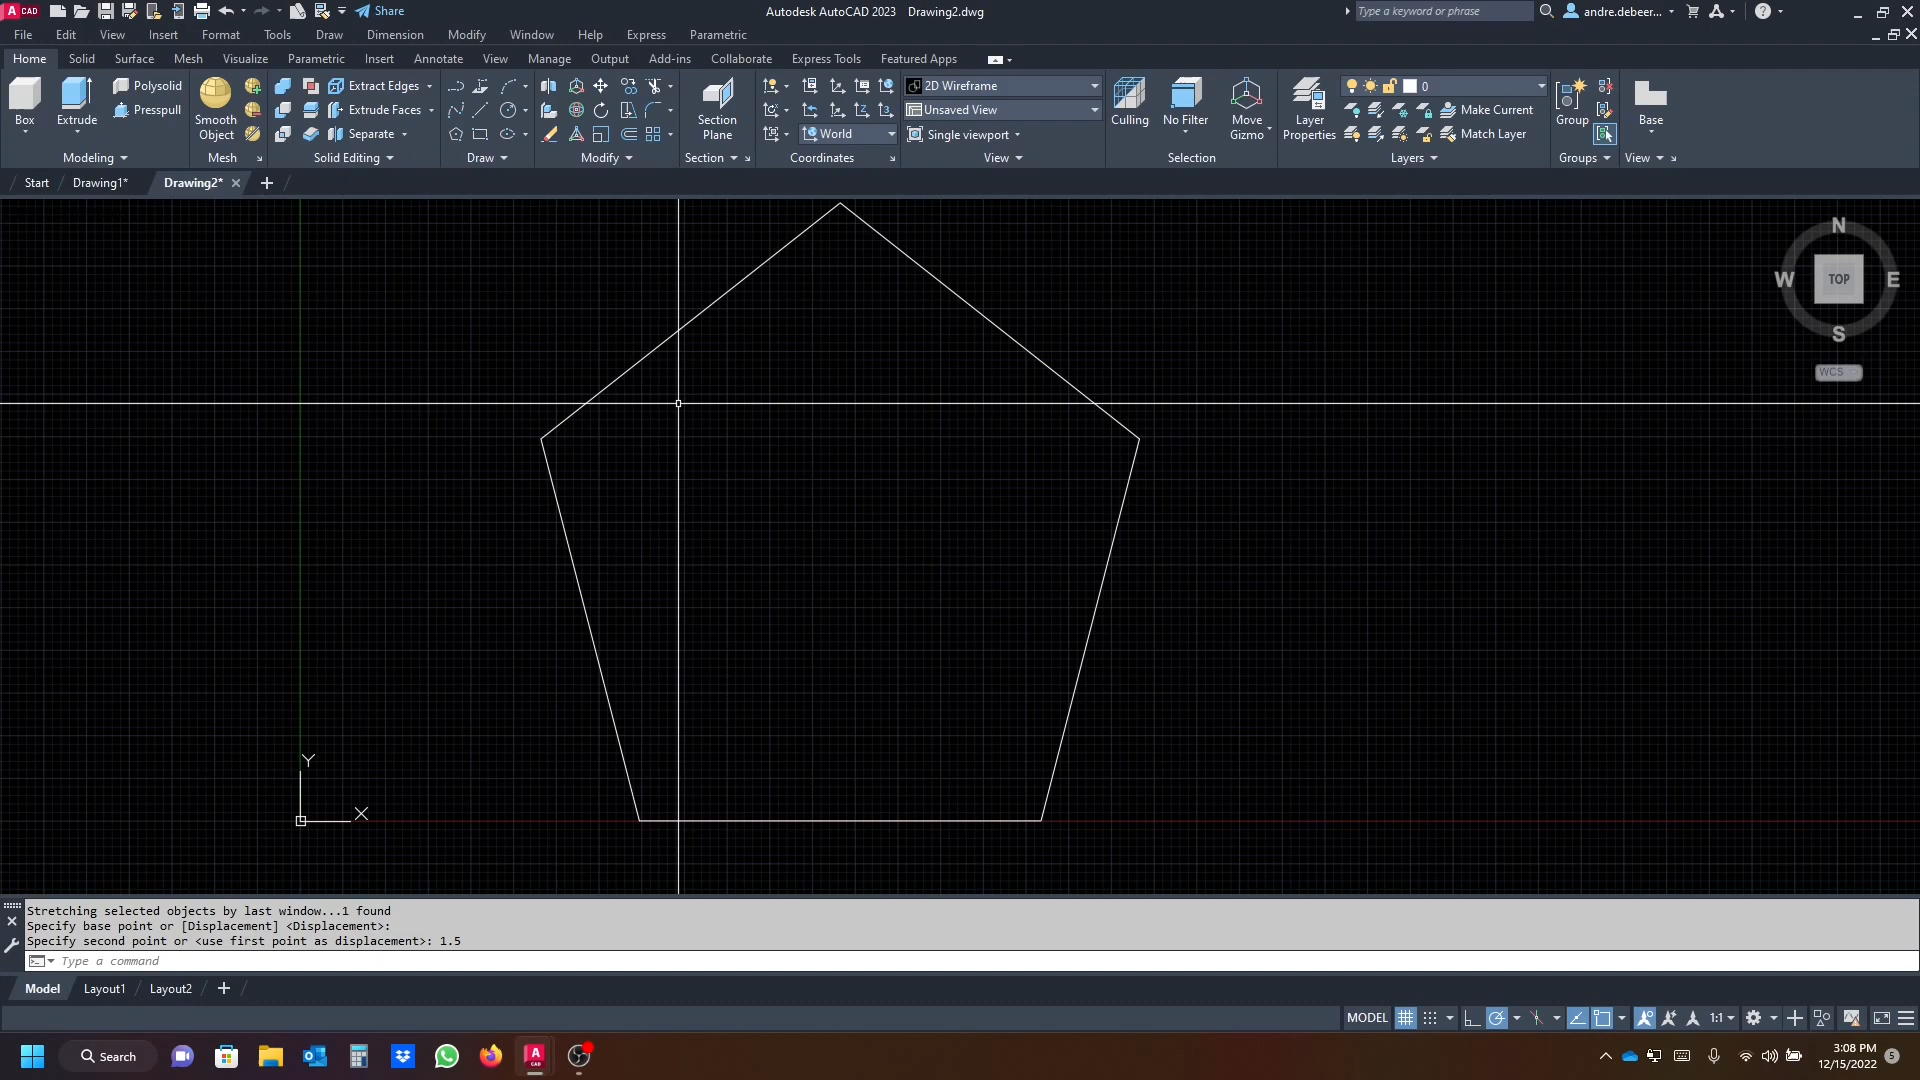 A CAD
Share
Autodesk AutoCAD 2023 Drawing2.dwg
Type a keyword or phrase
andre.debeer...
File Edit View Insert Format Tools Draw Dimension Modify Window Help Express Parametric
Home Solid Surface Mesh Visualize Parametric Insert Annotate View Manage Output Add-ins Collaborate Express Tools Featured Apps
Box
Extrude
Polysolid
Presspull
Modeling
Smooth
Object
Mesh
Extract Edges
Extrude Faces
Separate
Solid Editing
Draw
Modify
Section
Plane
Section
World
Coordinates
2D Wireframe
Unsaved View
Single viewport
View
Culling
No Filter
Move
Gizmo
Selection
Layer
Properties
0
Make Current
Match Layer
Layers
Group
Groups
Base
View
Start Drawing1* Drawing2*
N
W TOP E
S
WCS
Y
X
Stretching selected objects by last window...1 found
Specify base point or [Displacement] <Displacement>:
Specify second point or <use first point as displacement>: 1.5
Type a command
Model Layout1 Layout2
MODEL
1:1
Search
A CAD
3:08 PM
12/15/2022
5